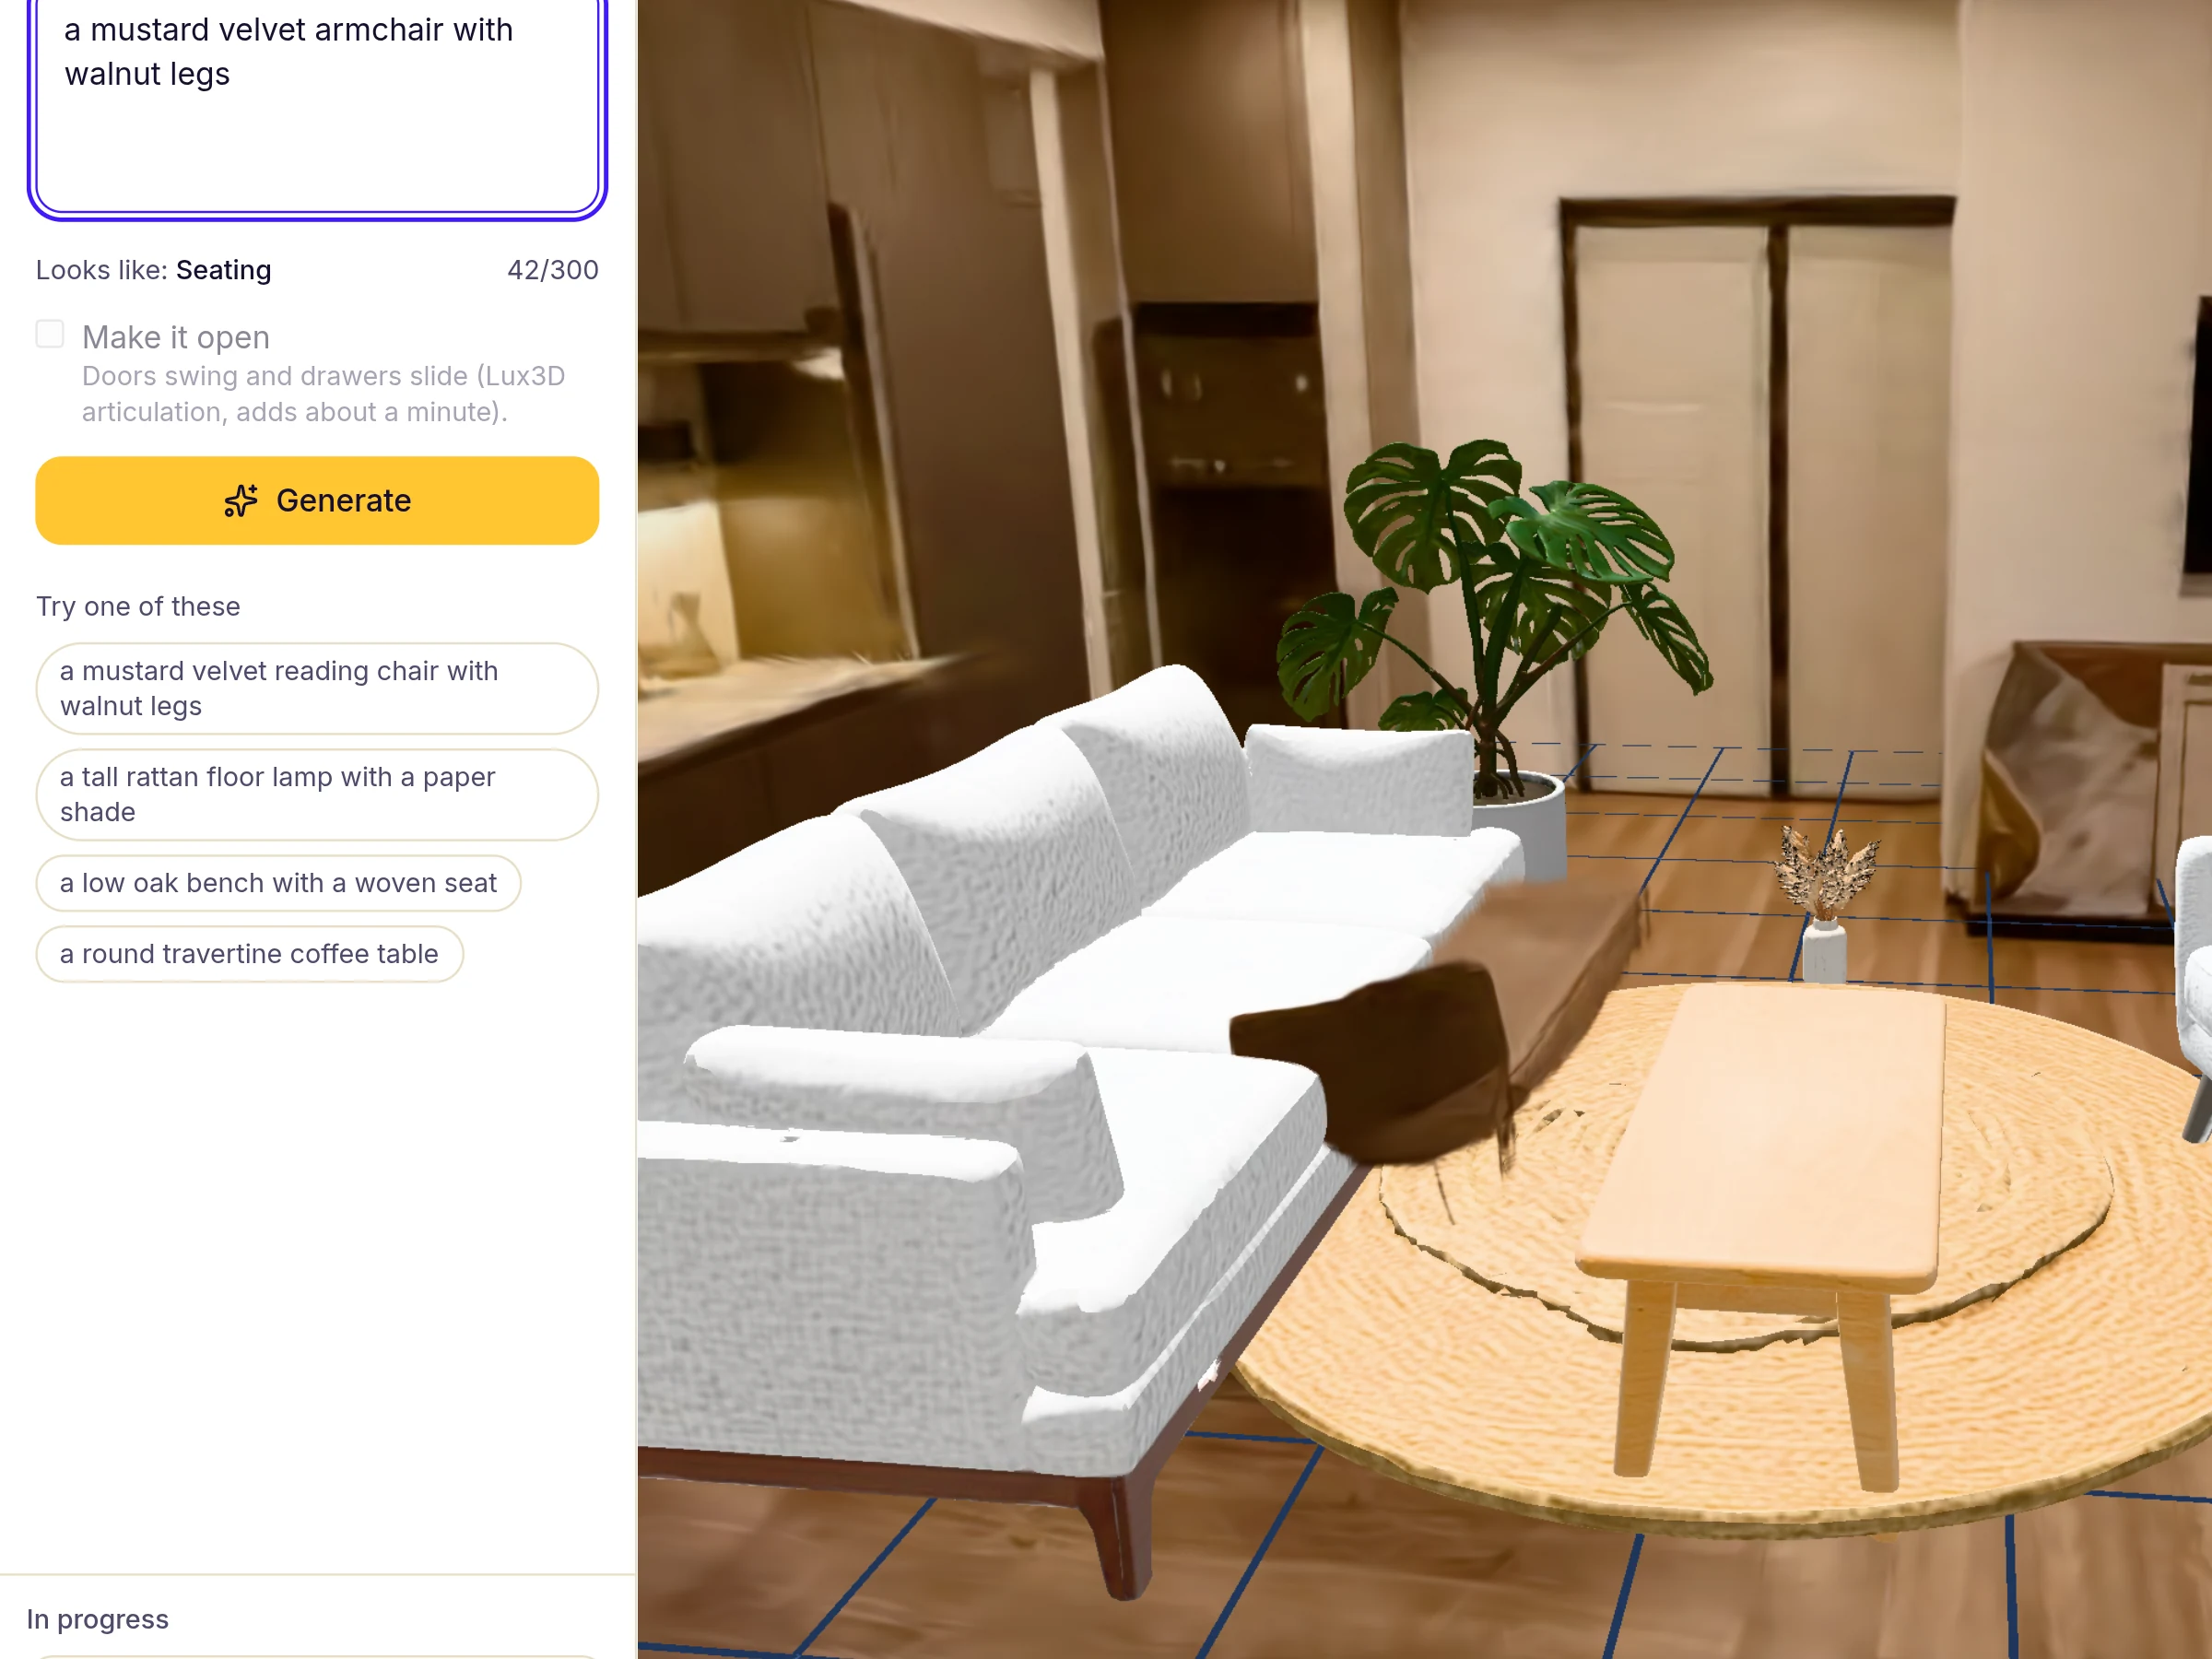 a mustard velvet armchair with
walnut legs
Looks like: Seating
42/300
Make it open
Doors swing and drawers slide (Lux3D
articulation, adds about a minute).
Generate
Try one of these
a mustard velvet reading chair with
walnut legs
a tall rattan floor lamp with a paper
shade
a low oak bench with a woven seat
a round travertine coffee table
In progress